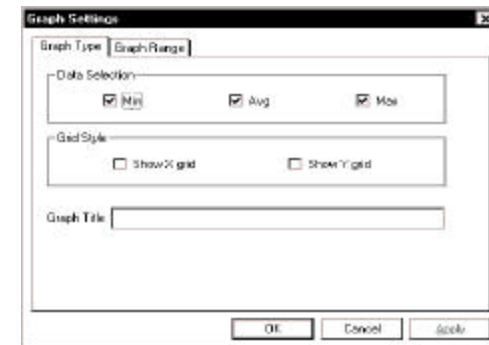 Graph Settings
Graph Type Graph Range
Data Selection
Min Avg Max
Grid Style
Show X grid Show Y grid
Graph Title
OK Cancel Apply